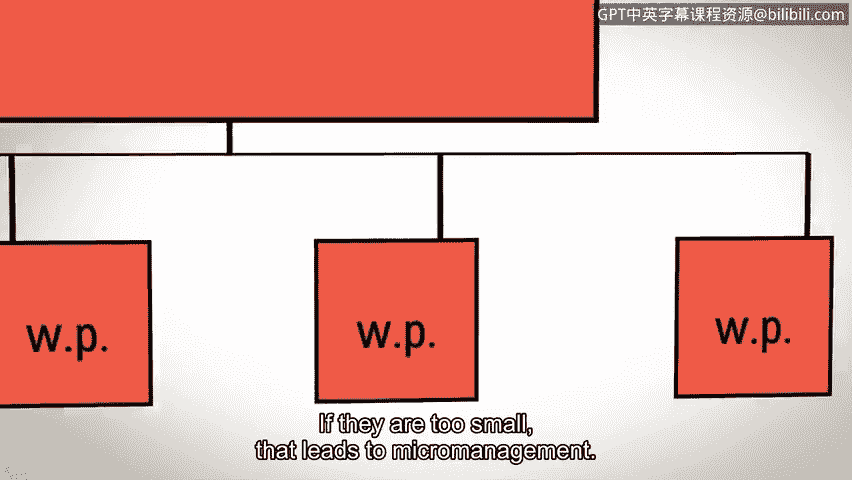 GPT中英字幕课程资源@bilibili.com
w.p. w.p. w.p.
If they are too small,
that leads to micromanagement.